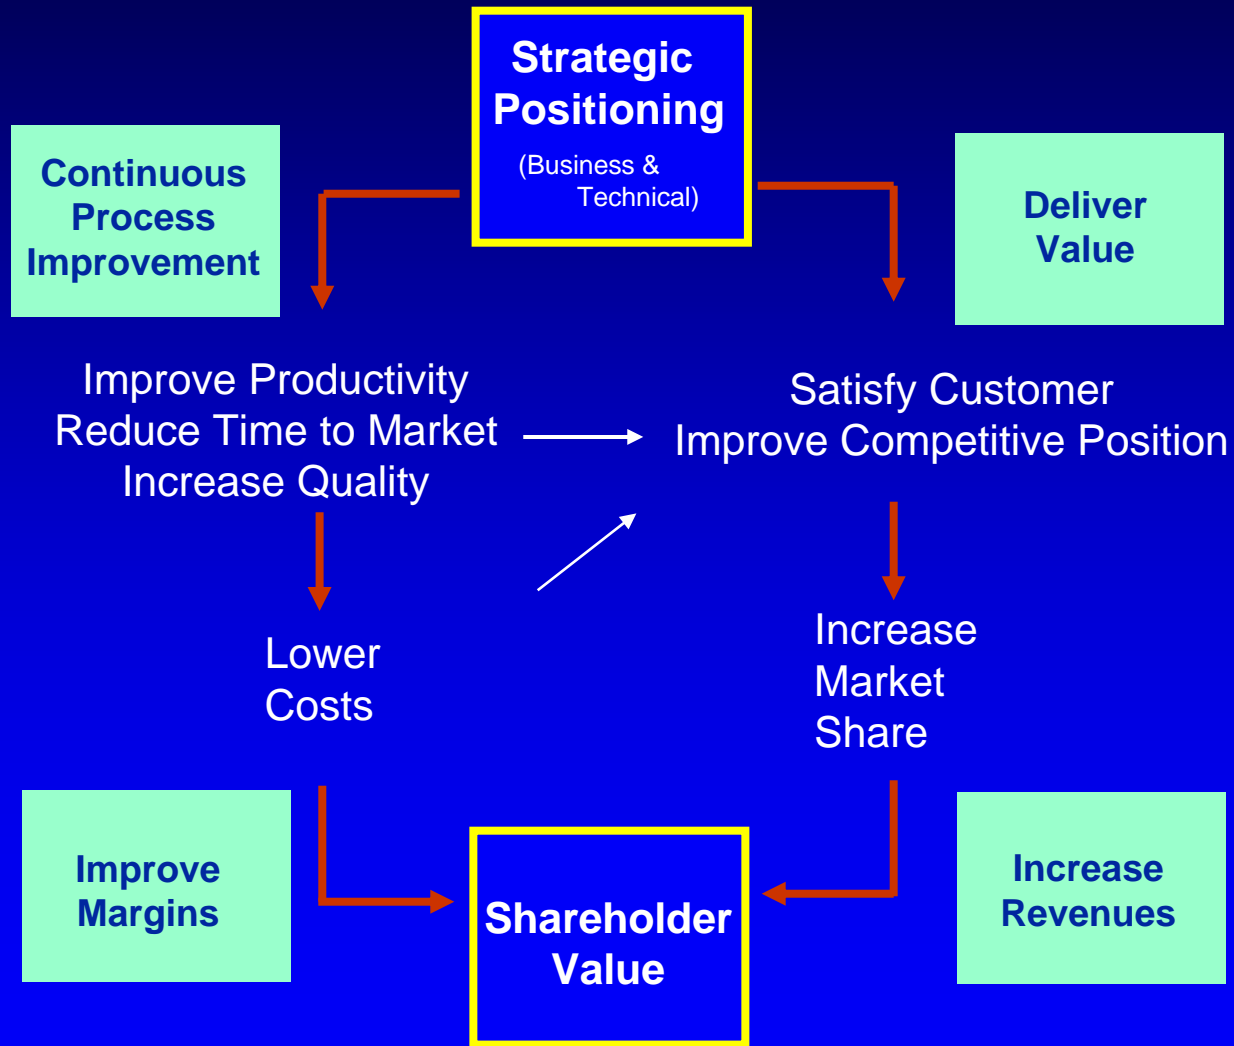 Strategic
Positioning
(Business &
Technical)
Continuous
Process
Improvement
Deliver
Value
Improve Productivity
Reduce Time to Market
Increase Quality
Satisfy Customer
Improve Competitive Position
Lower
Costs
Increase
Market
Share
Improve
Margins
Shareholder
Value
Increase
Revenues